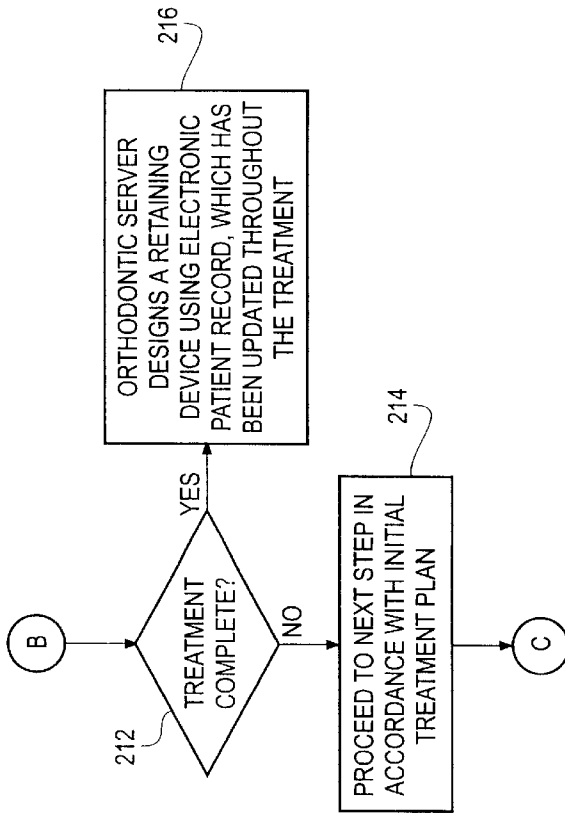 B
212
TREATMENT
COMPLETE?
YES
216
ORTHODONTIC SERVER
DESIGNS A RETAINING
DEVICE USING ELECTRONIC
PATIENT RECORD, WHICH HAS
BEEN UPDATED THROUGHOUT
THE TREATMENT
NO
214
PROCEED TO NEXT STEP IN
ACCORDANCE WITH INITIAL
TREATMENT PLAN
C